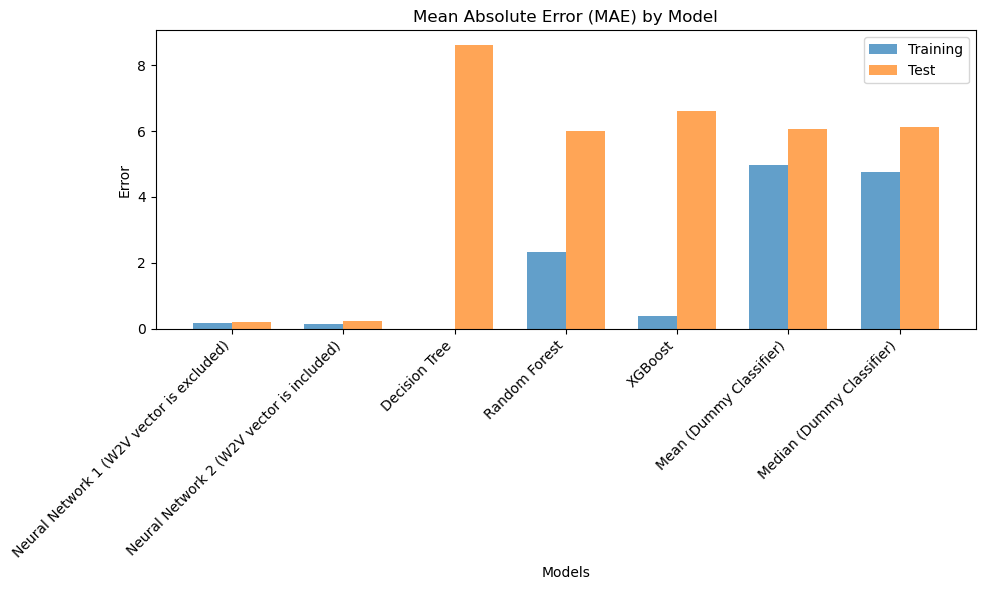 Mean Absolute Error (MAE) by Model
Training
Test
Error
8
6
4
2
0
Neural Network 1 (W2V vector is excluded)
Neural Network 2 (W2V vector is included)
Decision Tree
Random Forest
XGBoost
Mean (Dummy Classifier)
Median (Dummy Classifier)
Models